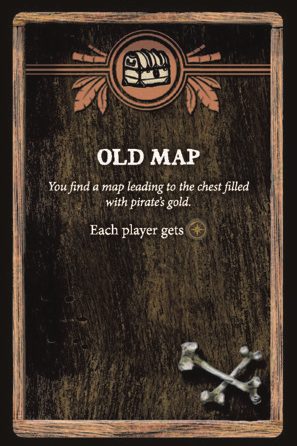 OLD MAP
You find a map leading to the chest filled
with pirate's gold.
Each player gets